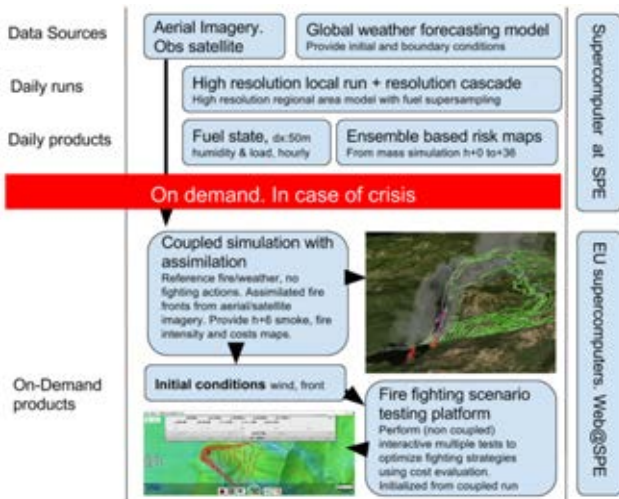 Data Sources
Aerial Imagery.
Obs satellite
Global weather forecasting model
Provide initial and boundary conditions
Daily runs
High resolution local run + resolution cascade
High resolution regional area model with fuel supersampling
Daily products
Fuel state, dx:50m
humidity & load, hourly
Ensemble based risk maps
From mass simulation h+0 to+36
Supercomputer at SPE
On demand. In case of crisis
Coupled simulation with
assimilation
Reference fire/weather, no
fighting actions. Assimilated fire
fronts from aerial/satellite
imagery. Provide h+6 smoke, fire
intensity and costs maps.
On-Demand
products
Initial conditions wind, front
Fire fighting scenario
testing platform
Perform (non coupled)
interactive multiple tests to
optimize fighting strategies
using cost evaluation.
Initialized from coupled run
EU supercomputers. Web@SPE